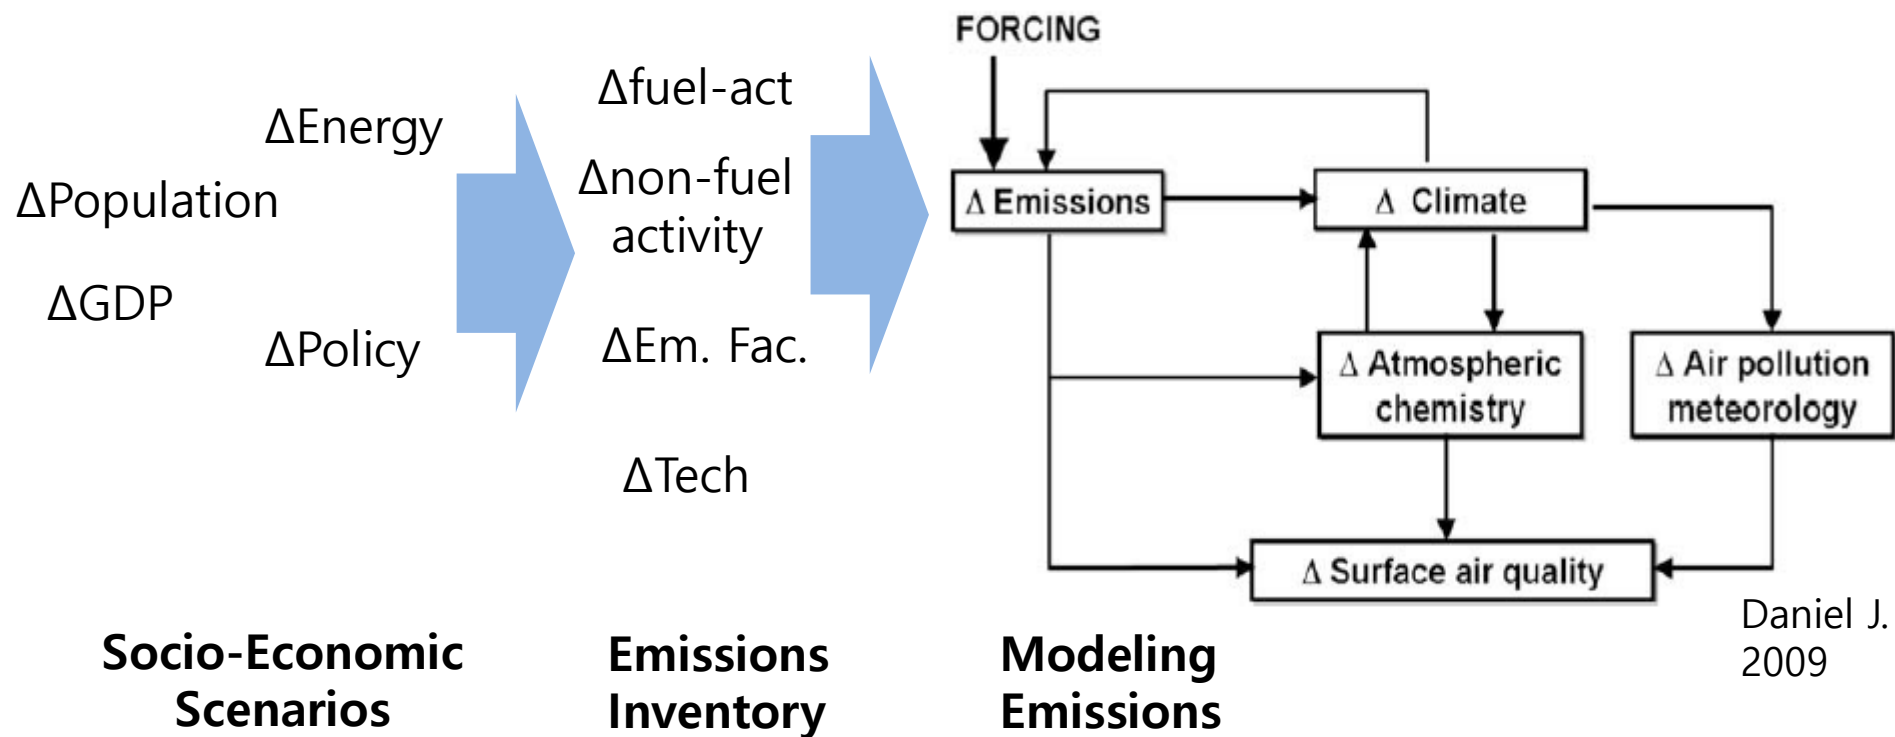 ΔEnergy
ΔPopulation
ΔGDP
ΔPolicy
Δfuel-act
Δnon-fuel
activity
ΔEm. Fac.
ΔTech
FORCING
Δ Emissions
Δ Climate
Δ Atmospheric
chemistry
Δ Air pollution
meteorology
Δ Surface air quality
Daniel J.
2009
Socio-Economic
Scenarios
Emissions
Inventory
Modeling
Emissions